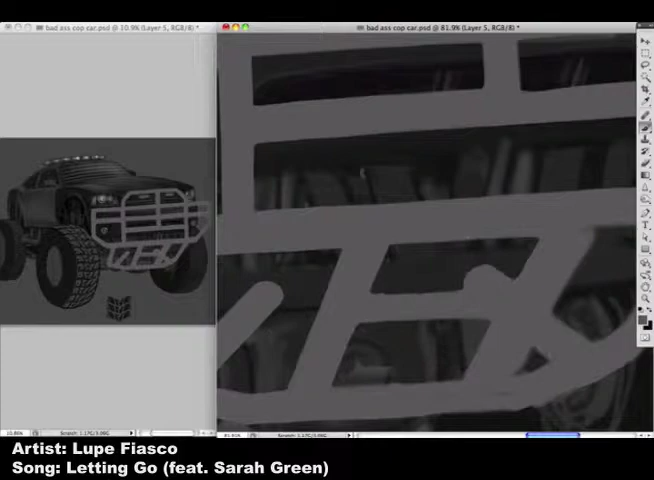 bad ass cop car.psd @ 10.9% (Layer 5, RGB/8) *
bad ass cop car.psd @ 81.9% (Layer 5, RGB/8) *
Artist: Lupe Fiasco
Song: Letting Go (feat. Sarah Green)